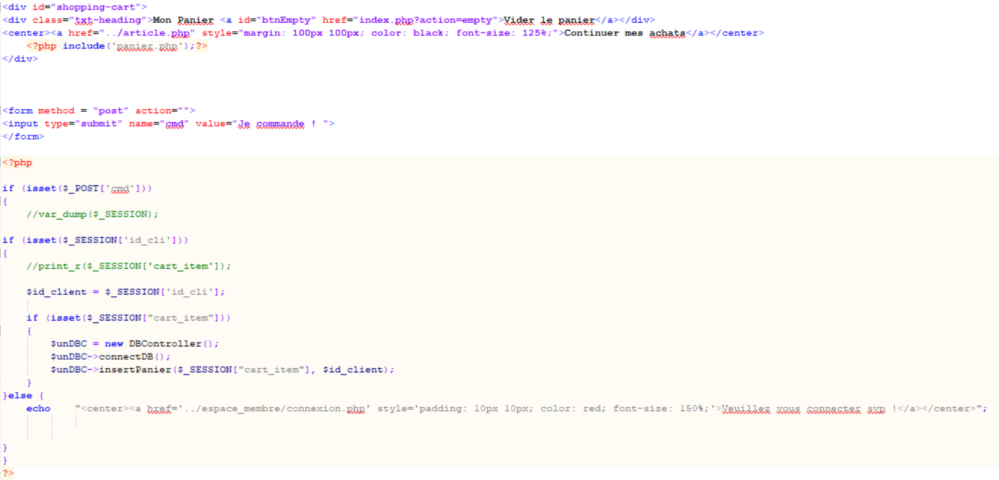 <div id="shopping-cart">
<div class="txt-heading">Mon Panier <a id="btnEmpty" href="index.php?action=empty">Vider le panier</a></div>
<center><a href="../article.php" style="margin: 100px 100px; color: black; font-size: 125%;">Continuer mes achats</a></center>
    <?php include('panier.php');?>
</div>
<form method = "post" action="">
<input type="submit" name="cmd" value="Je commande ! ">
</form>
<?php
if (isset($_POST['cmd']))
{
    //var_dump($_SESSION);
if (isset($_SESSION['id_cli']))
{
    //print_r($_SESSION['cart_item']);
    $id_client = $_SESSION['id_cli'];
    if (isset($_SESSION["cart_item"]))
    {
        $unDBC = new DBController();
        $unDBC->connectDB();
        $unDBC->insertPanier($_SESSION["cart_item"], $id_client);
    }
}else {
    echo    "<center><a href='../espace_membre/connexion.php' style='padding: 10px 10px; color: red; font-size: 150%;'>Veuillez vous connecter svp !</a></center>";
}
}
?>